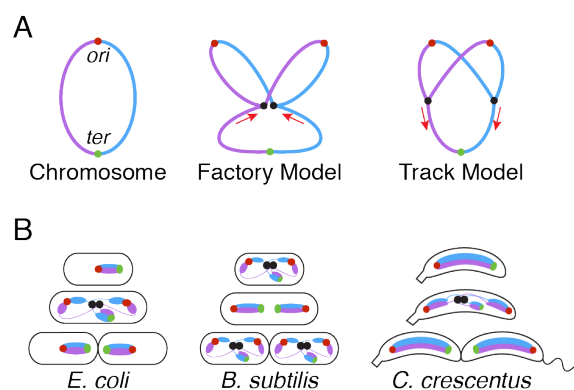 A
ori
ter
Chromosome
Factory Model
Track Model
B
E. coli
B. subtilis
C. crescentus